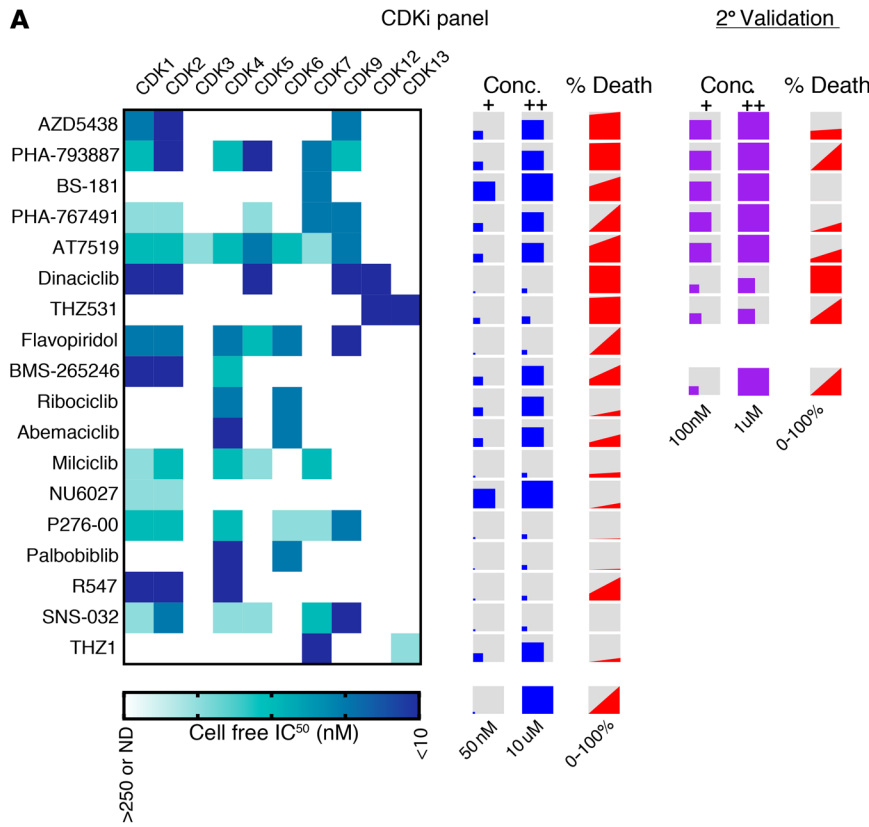 A
CDKi panel
2° Validation
CDK1
CDK2
CDK3
CDK4
CDK5
CDK6
CDK7
CDK9
CDK12
CDK13
Conc. % Death
+ ++
Conc. % Death
+ ++
AZD5438
PHA-793887
BS-181
PHA-767491
AT7519
Dinaciclib
THZ531
Flavopiridol
BMS-265246
Ribociclib
Abemaciclib
Milciclib
NU6027
P276-00
Palbobiblib
R547
SNS-032
THZ1
100nM
1uM
0-100%
Cell free IC50 (nM)
>250 or ND
<10
50 nM
10 uM
0-100%